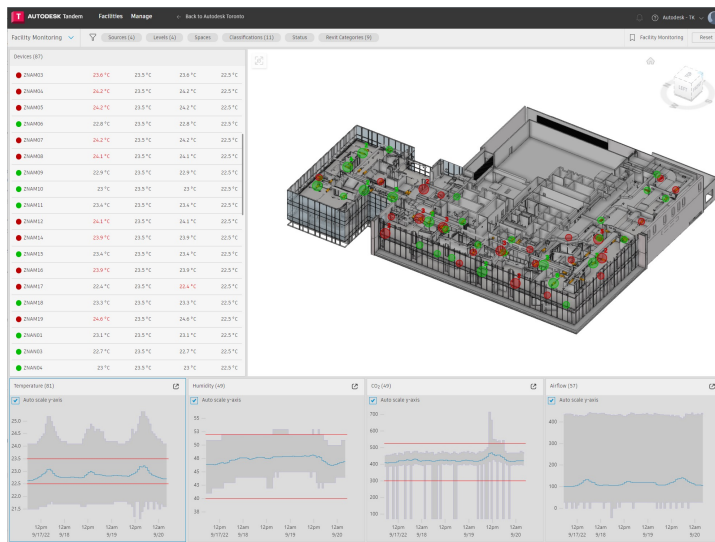 T AUTODESK Tandem Facilities Manage ← Back to Autodesk Toronto Autodesk - TK
Facility Monitoring Sources (4) Levels (4) Spaces Classifications (11) Status Revit Categories (9) Facility Monitoring Reset
Devices (87)
ZNAM03 23.6 °C 23.5 °C 23.6 °C 22.5 °C
ZNAM04 24.2 °C 23.5 °C 24.2 °C 22.5 °C
ZNAM05 24.2 °C 23.5 °C 24.2 °C 22.5 °C
ZNAM06 22.8 °C 23.5 °C 22.8 °C 22.5 °C
ZNAM07 24.2 °C 23.5 °C 24.2 °C 22.5 °C
ZNAM08 24.1 °C 23.5 °C 24.1 °C 22.5 °C
ZNAM09 22.9 °C 23.5 °C 22.9 °C 22.5 °C
ZNAM10 23 °C 23.5 °C 23 °C 22.5 °C
ZNAM11 23.4 °C 23.5 °C 23.4 °C 22.5 °C
ZNAM12 24.1 °C 23.5 °C 24.1 °C 22.5 °C
ZNAM14 23.9 °C 23.5 °C 23.9 °C 22.5 °C
ZNAM15 23.4 °C 23.5 °C 23.4 °C 22.5 °C
ZNAM16 23.9 °C 23.5 °C 23.9 °C 22.5 °C
ZNAM17 22.4 °C 23.5 °C 22.4 °C 22.5 °C
ZNAM18 23.3 °C 23.5 °C 23.3 °C 22.5 °C
ZNAM19 24.6 °C 23.5 °C 24.6 °C 22.5 °C
ZNAN01 23.1 °C 23.5 °C 23.1 °C 22.5 °C
ZNAN03 22.7 °C 23.5 °C 22.7 °C 22.5 °C
ZNAN04 23 °C 23.5 °C 23 °C 22.5 °C
LEFT
Temperature (81) Humidity (49) CO₂ (49) Airflow (57)
Auto scale y-axis Auto scale y-axis Auto scale y-axis Auto scale y-axis
25.0
24.5
24.0
23.5
23.0
22.5
22.0
21.5
12pm 12am 12pm 12am 12pm 12am
9/17/22 9/18 9/19 9/20
55
53
50
48
45
43
40
38
12pm 12am 12pm 12am 12pm 12am
9/17/22 9/18 9/19 9/20
700
600
500
400
300
200
100
12pm 12am 12pm 12am 12pm 12am
9/17/22 9/18 9/19 9/20
400
300
200
100
0
12pm 12am 12pm 12am 12pm 12am
9/17/22 9/18 9/19 9/20